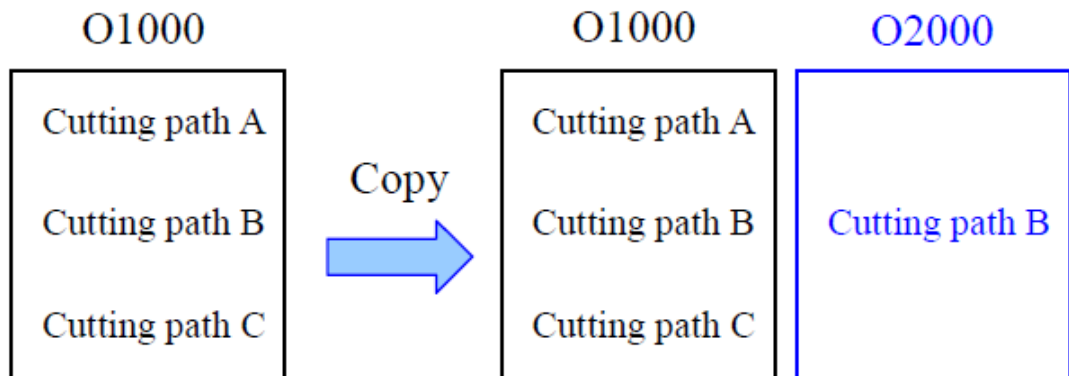 O1000
Cutting path A
Cutting path B
Cutting path C
Copy
O1000
Cutting path A
Cutting path B
Cutting path C
O2000
Cutting path B